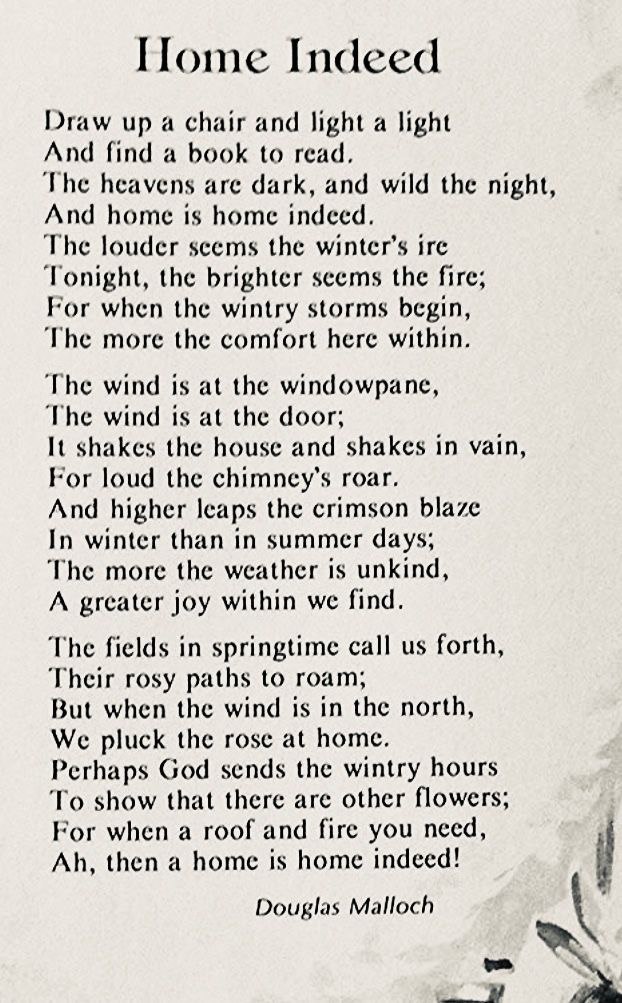 Home Indeed
Draw up a chair and light a light
And find a book to read.
The heavens are dark, and wild the night,
And home is home indeed.
The louder seems the winter's ire
Tonight, the brighter seems the fire;
For when the wintry storms begin,
The more the comfort here within.
The wind is at the windowpane,
The wind is at the door;
It shakes the house and shakes in vain,
For loud the chimney's roar.
And higher leaps the crimson blaze
In winter than in summer days;
The more the weather is unkind,
A greater joy within we find.
The fields in springtime call us forth,
Their rosy paths to roam;
But when the wind is in the north,
We pluck the rose at home.
Perhaps God sends the wintry hours
To show that there are other flowers;
For when a roof and fire you need,
Ah, then a home is home indeed!
Douglas Malloch